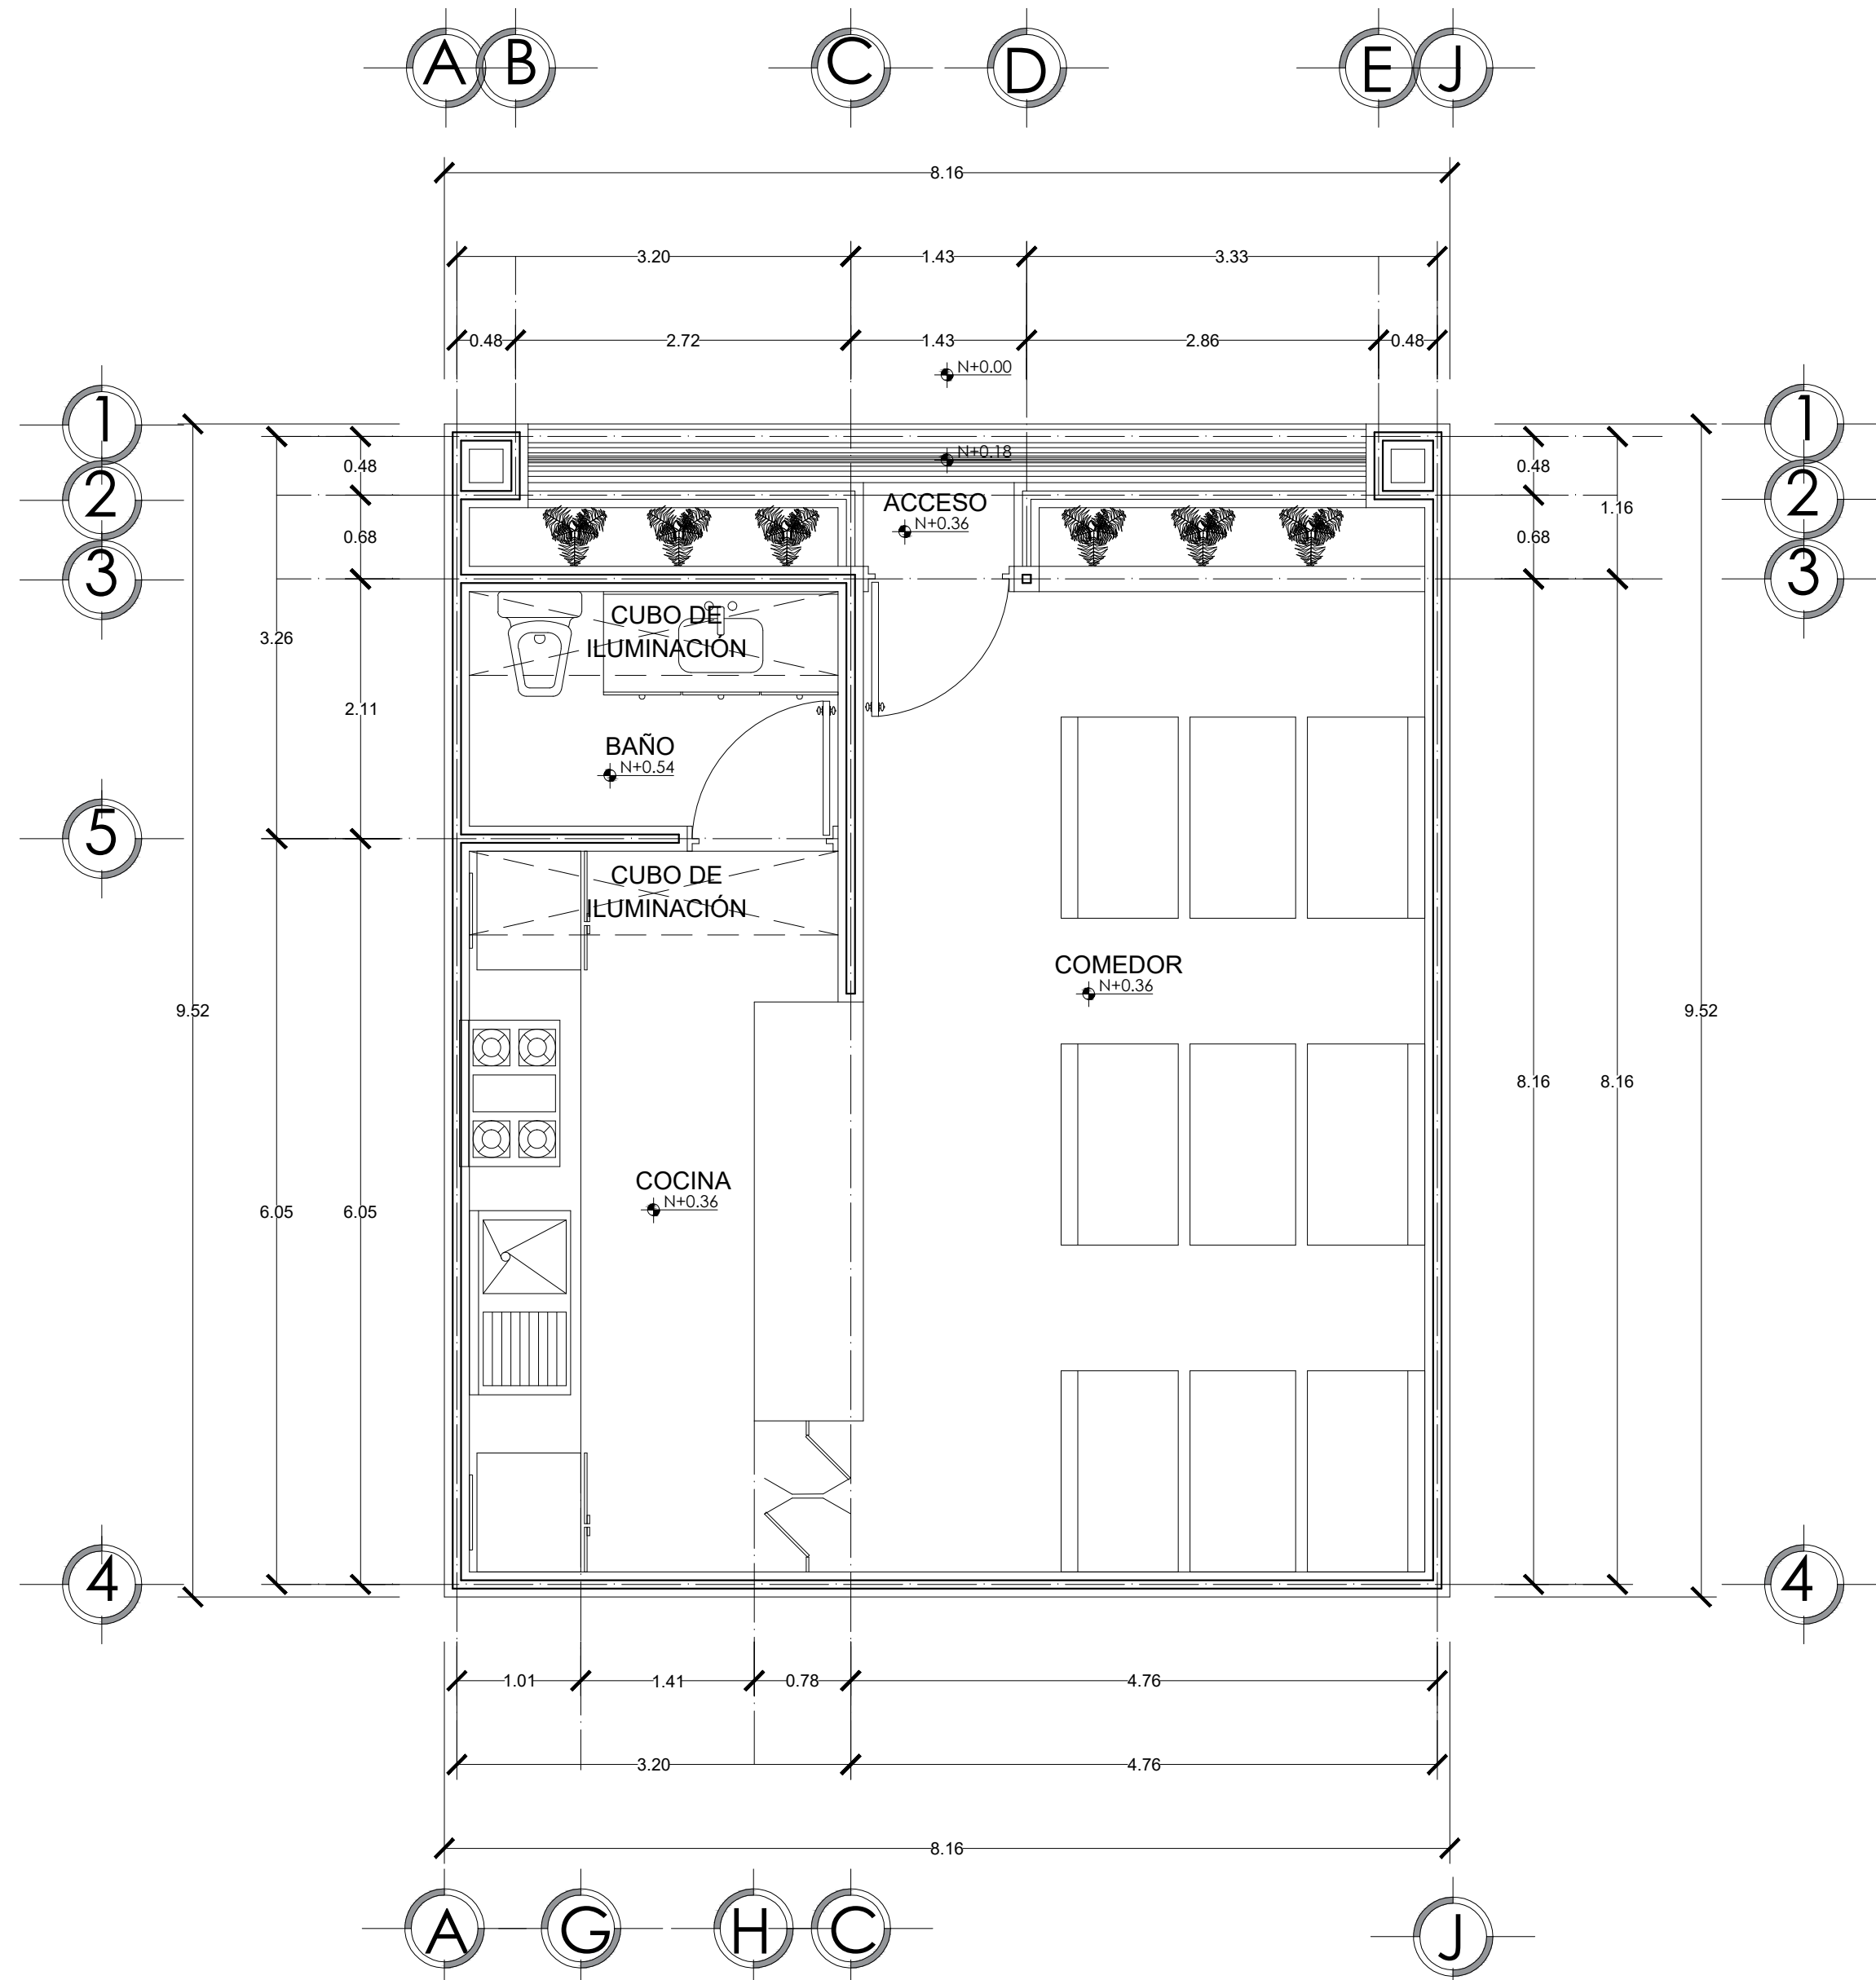 A B C D E J
8.16
3.20 1.43 3.33
0.48 2.72 1.43 2.86 0.48
N+0.00
1 1
N+0.18
0.48 0.48
2 ACCESO 2
1.16
N+0.36
0.68 0.68
3 3
CUBO DE
3.26
ILUMINACIÓN
2.11
BAÑO
N+0.54
5
CUBO DE
ILUMINACIÓN
COMEDOR
N+0.36
9.52 9.52
8.16 8.16
COCINA
N+0.36
6.05 6.05
4 4
1.01 1.41 0.78 4.76
3.20 4.76
8.16
A G H C J